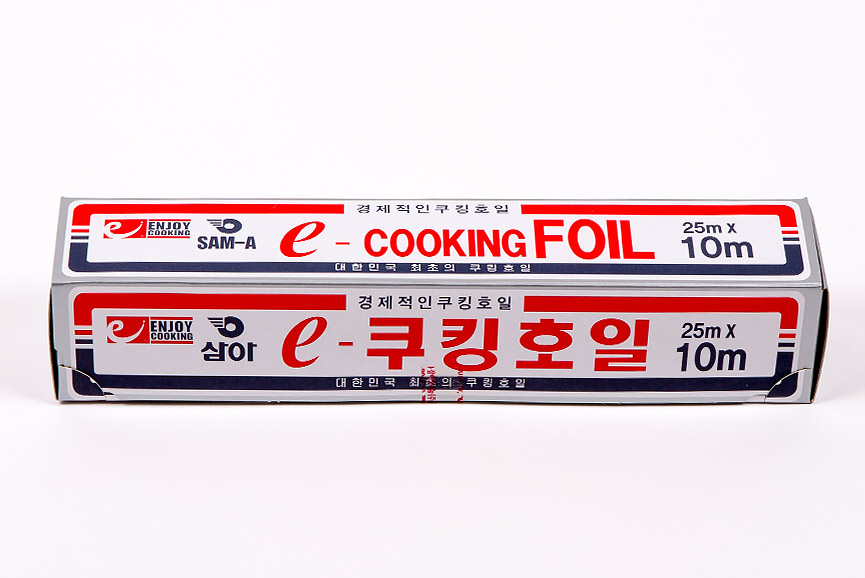 경제적인쿠킹호일
ENJOY
COOKING
SAM-A
e - COOKING FOIL
25m X
10m
대한민국 최초의 쿠킹호일
경제적인쿠킹호일
ENJOY
COOKING
삼아
e - 쿠킹호일
25m X
10m
대한민국 최초의 쿠킹호일